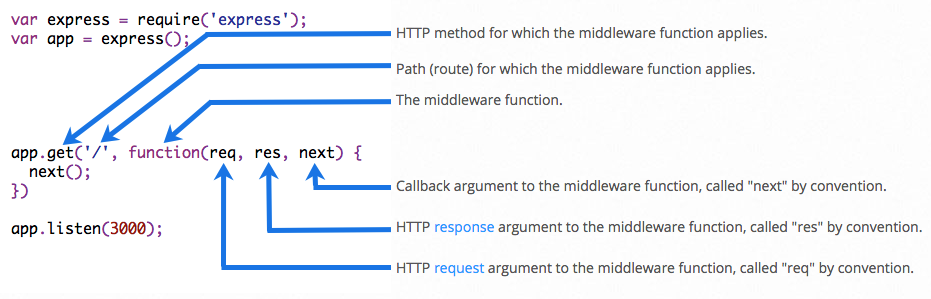 var express = require('express');
var app = express();
HTTP method for which the middleware function applies.
Path (route) for which the middleware function applies.
The middleware function.
app.get('/', function(req, res, next) {
next();
})
Callback argument to the middleware function, called "next" by convention.
app.listen(3000);
HTTP response argument to the middleware function, called "res" by convention.
HTTP request argument to the middleware function, called "req" by convention.